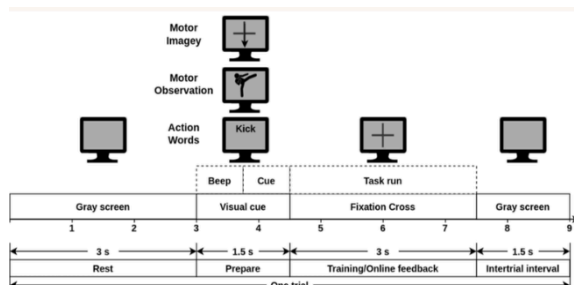 Motor
Imagey
Motor
Observation
Action
Words
Kick
Beep Cue Task run
Gray screen Visual cue Fixation Cross Gray screen
1 2 3 4 5 6 7 8 9
3 s 1.5 s 3 s 1.5 s
Rest Prepare Training/Online feedback Intertrial interval
One trial